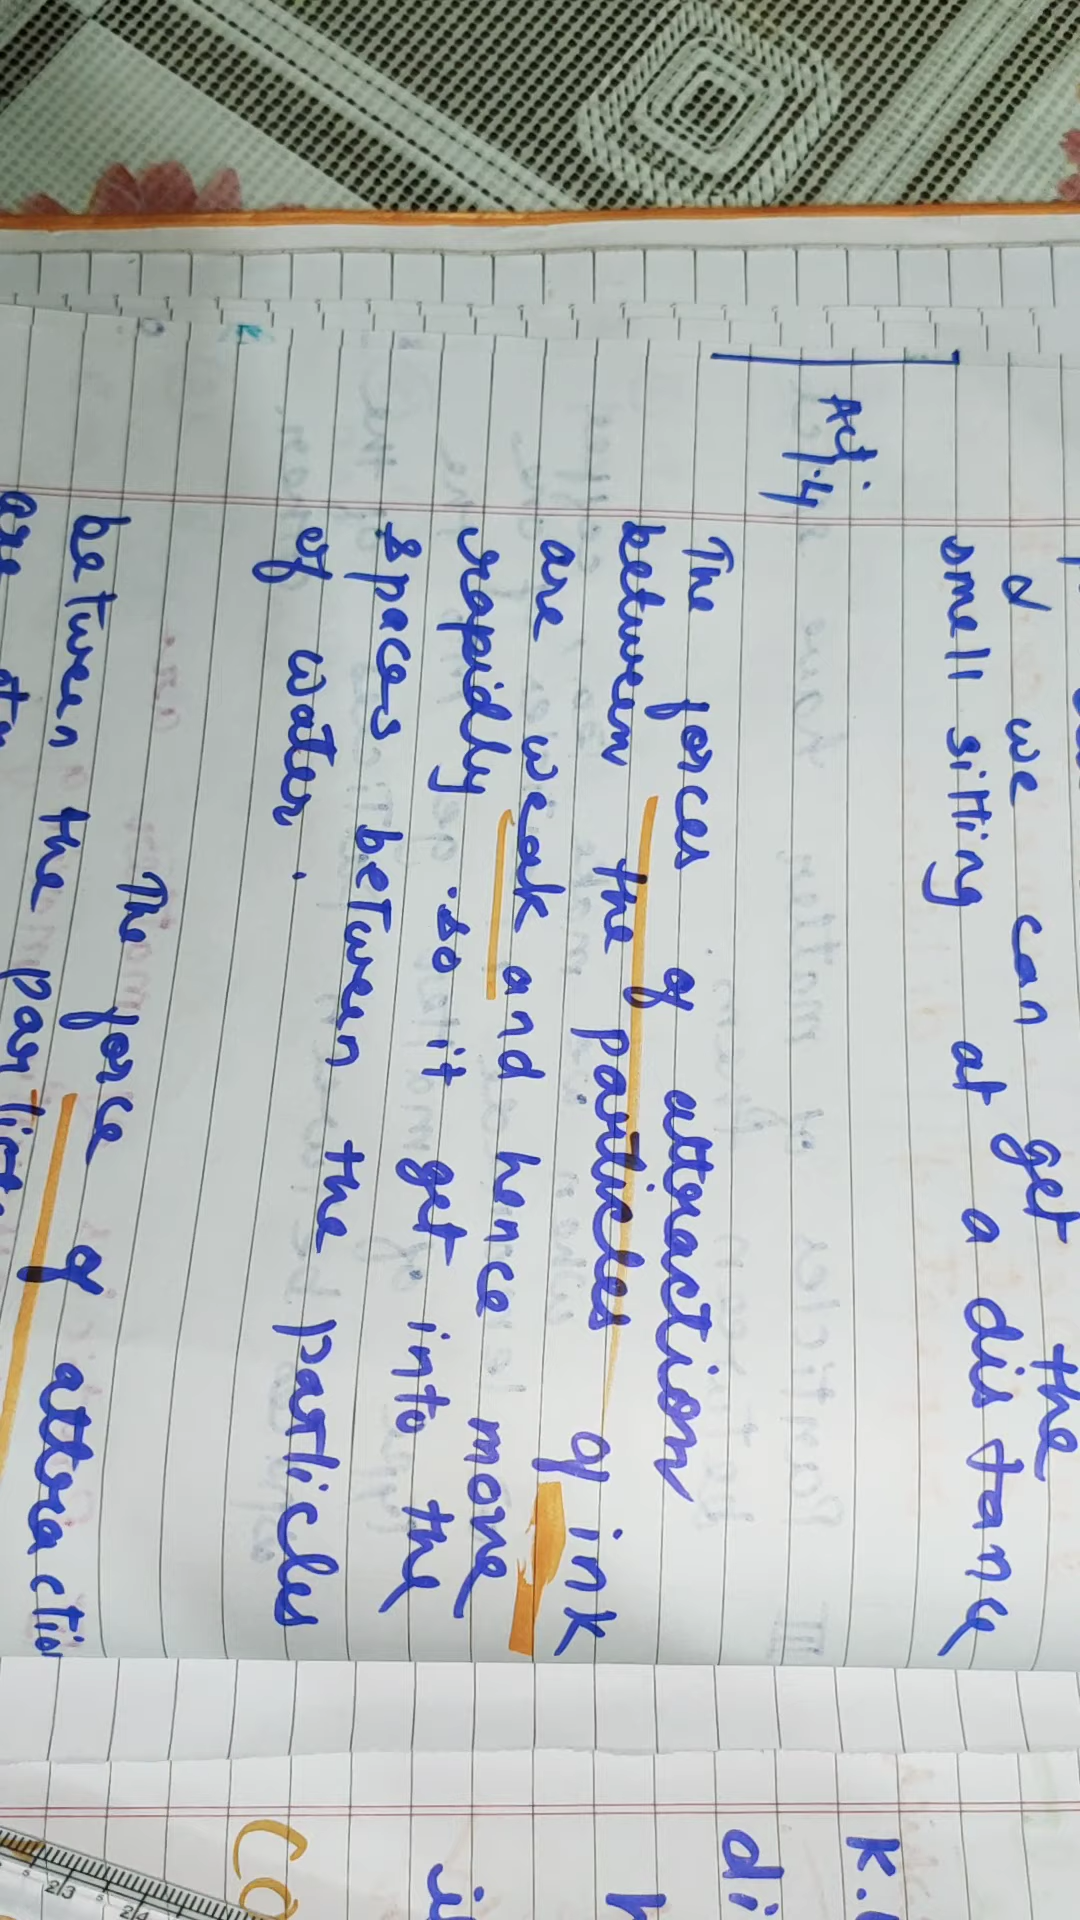 & we can get the
smell sitting at a distance
Act 1.4
The forces of attraction
between the particles of ink
are weak and hence move
rapidly so it get into the
spaces between the particles
of water.
The force of attraction
between the particles
are